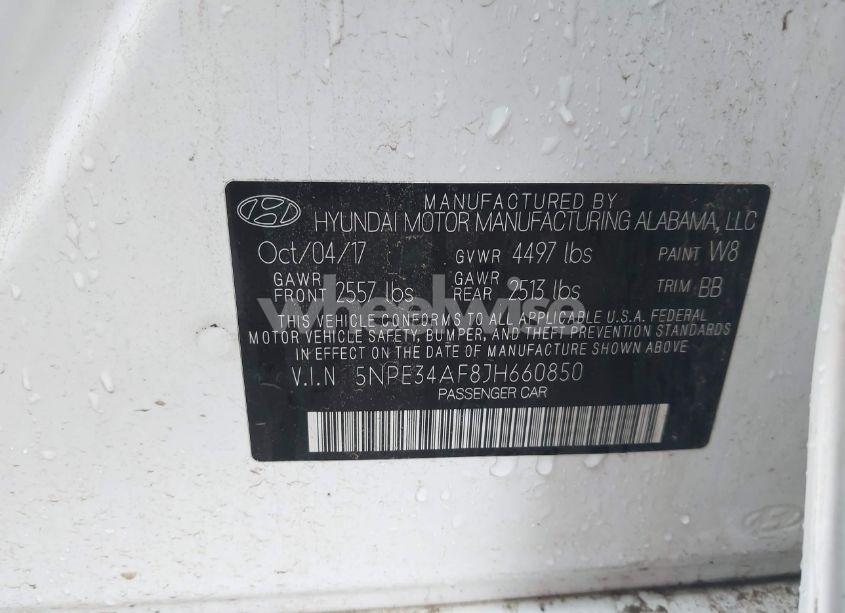 MANUFACTURED BY
HYUNDAI MOTOR MANUFACTURING ALABAMA, LLC
Oct/04/17 GVWR 4497 lbs PAINT W8
GAWR FRONT 2557 lbs GAWR REAR 2513 lbs TRIM BB
THIS VEHICLE CONFORMS TO ALL APPLICABLE U.S.A. FEDERAL
MOTOR VEHICLE SAFETY, BUMPER, AND THEFT PREVENTION STANDARDS
IN EFFECT ON THE DATE OF MANUFACTURE SHOWN ABOVE.
V.I.N 5NPE34AF8JH660850
PASSENGER CAR
wheelwise